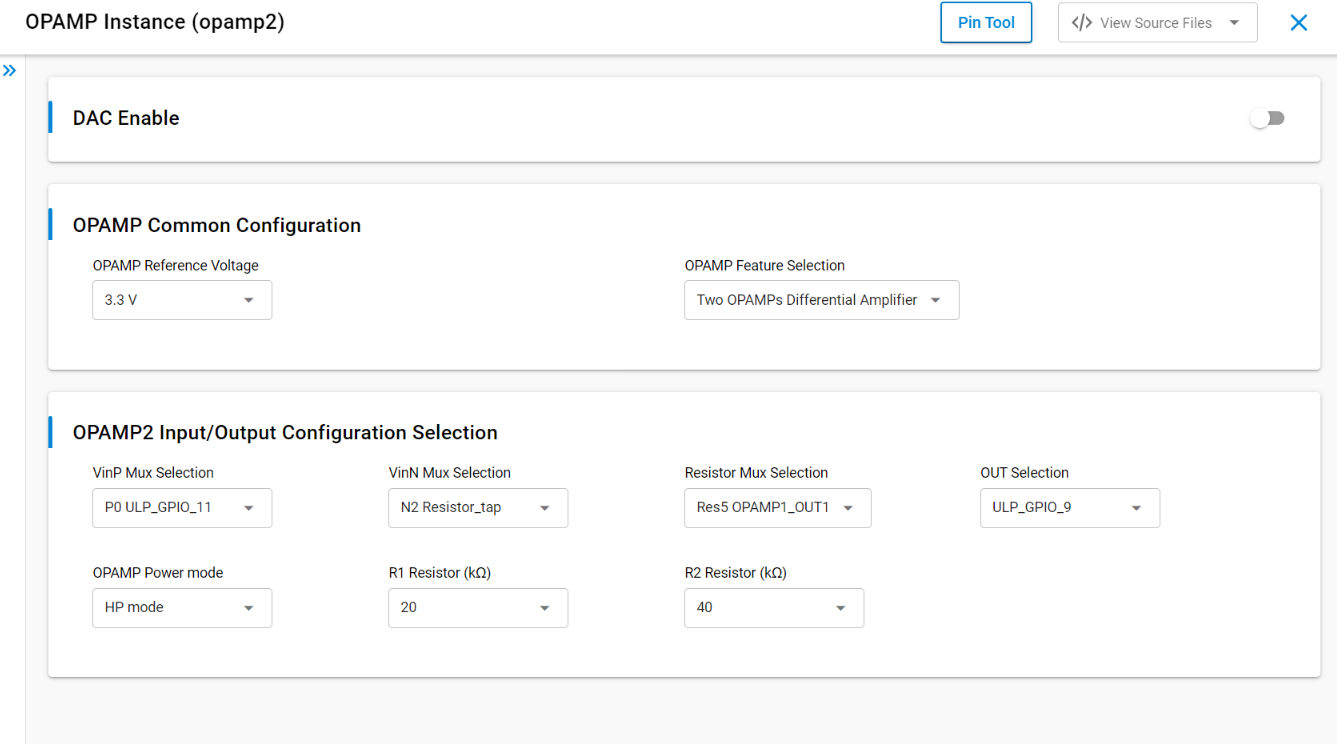 OPAMP Instance (opamp2)
Pin Tool
</> View Source Files
DAC Enable
OPAMP Common Configuration
OPAMP Reference Voltage
OPAMP Feature Selection
3.3 V
Two OPAMPs Differential Amplifier
OPAMP2 Input/Output Configuration Selection
VinP Mux Selection
VinN Mux Selection
Resistor Mux Selection
OUT Selection
P0 ULP_GPIO_11
N2 Resistor_tap
Res5 OPAMP1_OUT1
ULP_GPIO_9
OPAMP Power mode
R1 Resistor (kΩ)
R2 Resistor (kΩ)
HP mode
20
40